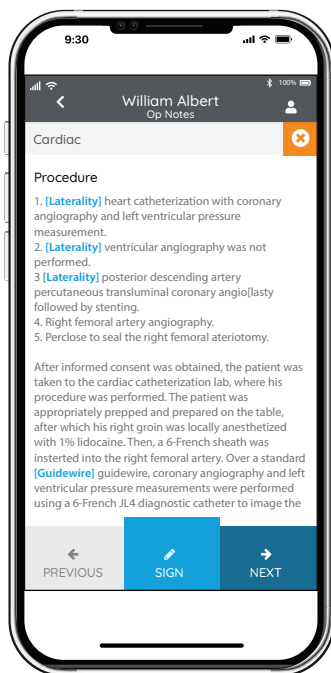 9:30
100%
William Albert
Op Notes
Cardiac
Procedure
1. [Laterality] heart catheterization with coronary
angiography and left ventricular pressure
measurement.
2. [Laterality] ventricular angiography was not
performed.
3 [Laterality] posterior descending artery
percutaneous transluminal coronary angio[lasty
followed by stenting.
4. Right femoral artery angiography.
5. Perclose to seal the right femoral ateriotomy.
After informed consent was obtained, the patient was
taken to the cardiac catheterization lab, where his
procedure was performed. The patient was
appropriately prepped and prepared on the table,
after which his right groin was locally anesthetized
with 1% lidocaine. Then, a 6-French sheath was
insterted into the right femoral artery. Over a standard
[Guidewire] guidewire, coronary angiography and left
ventricular pressure measurements were performed
using a 6-French JL4 diagnostic catheter to image the
PREVIOUS
SIGN
NEXT